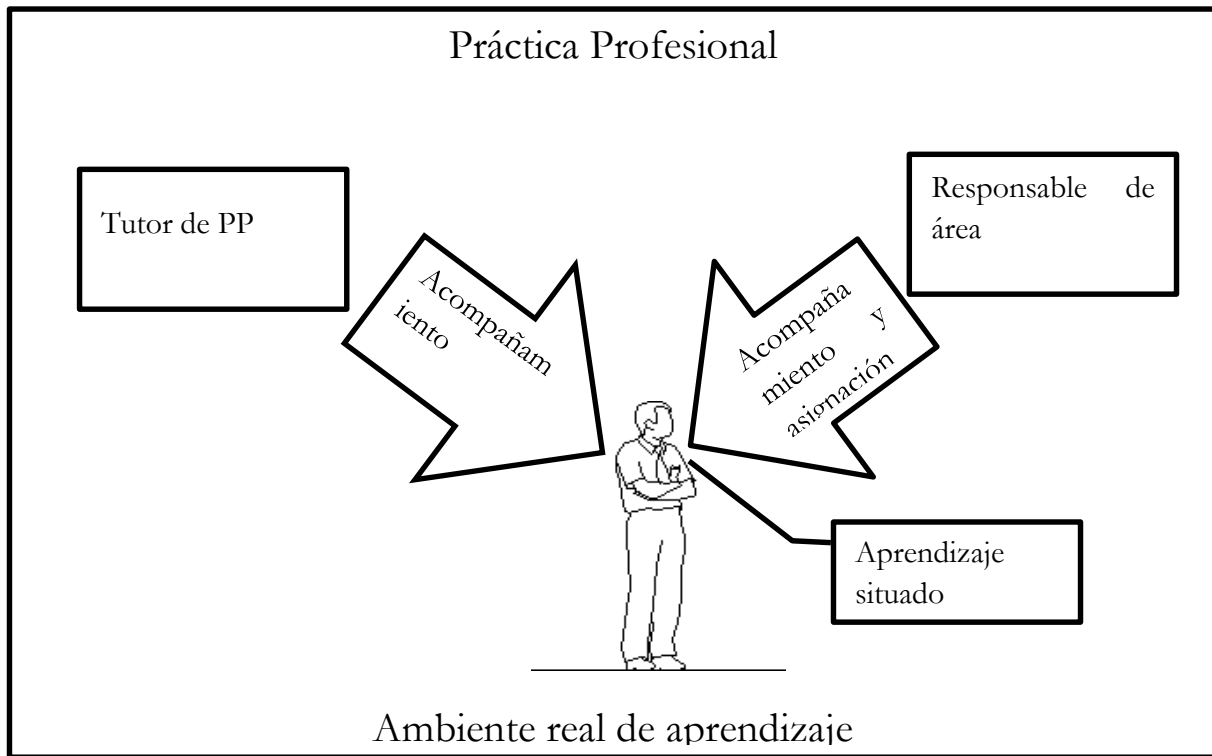 Práctica Profesional
Tutor de PP
Responsable de
área
Acompañam
iento
Acompaña
miento y
asignación
Aprendizaje
situado
Ambiente real de aprendizaje